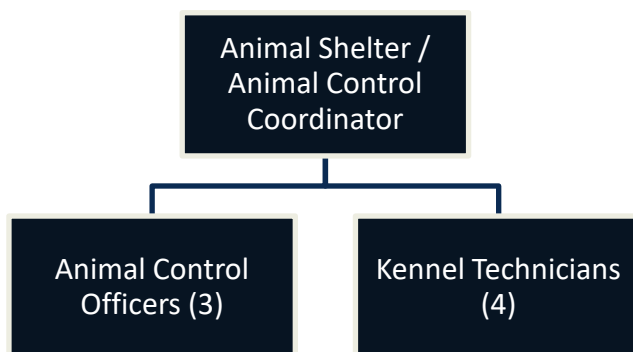 Animal Shelter /
Animal Control
Coordinator
Animal Control
Officers (3)
Kennel Technicians
(4)